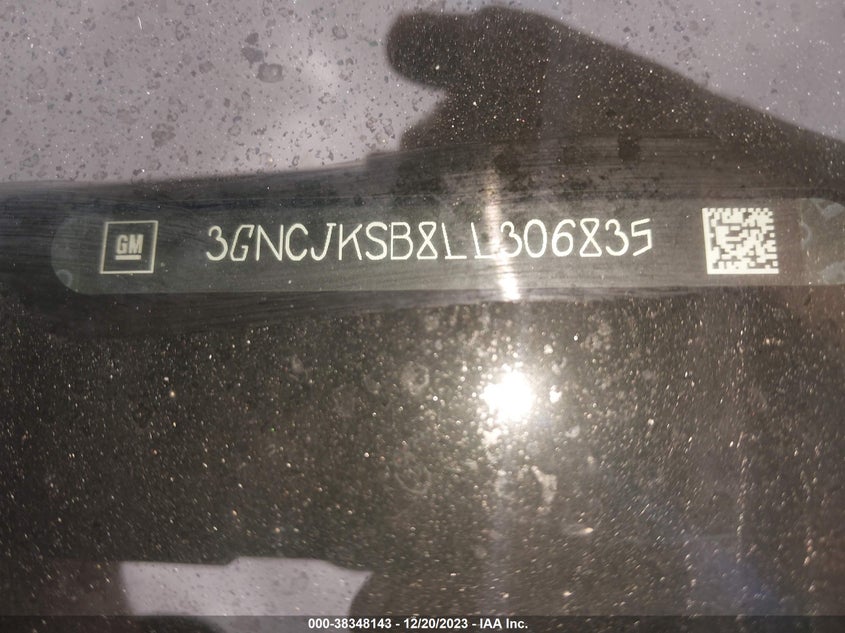 GM
3GNCJKSB8LL306835
000-38348143 — 12/20/2023 — IAA Inc.